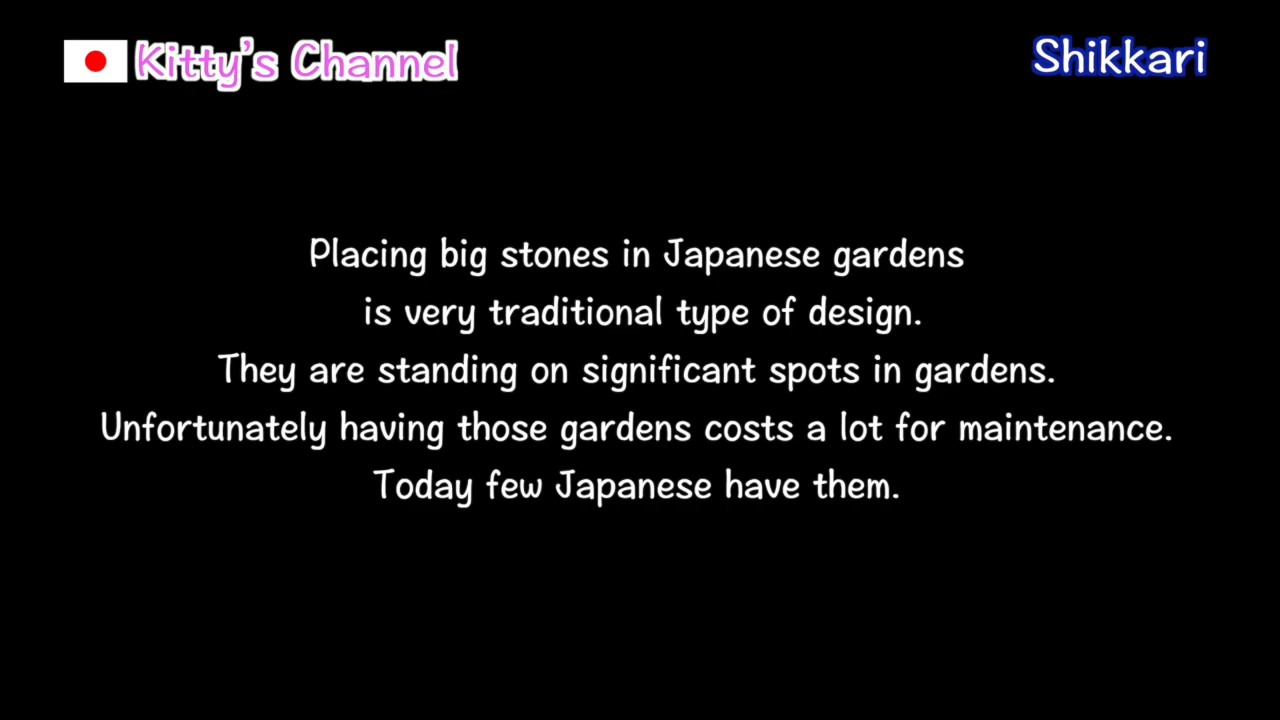 Kitty's Channel
Shikkari
Placing big stones in Japanese gardens
is very traditional type of design.
They are standing on significant spots in gardens.
Unfortunately having those gardens costs a lot for maintenance.
Today few Japanese have them.